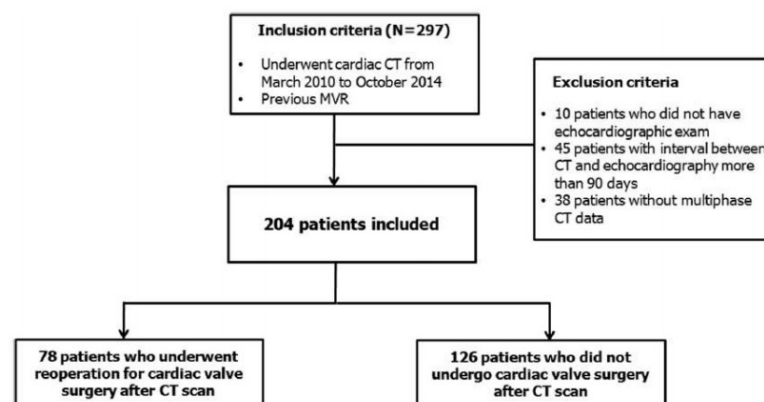 Inclusion criteria (N=297)
• Underwent cardiac CT from
March 2010 to October 2014
• Previous MVR
Exclusion criteria
• 10 patients who did not have
echocardiographic exam
• 45 patients with interval between
CT and echocardiography more
than 90 days
• 38 patients without multiphase
CT data
204 patients included
78 patients who underwent
reoperation for cardiac valve
surgery after CT scan
126 patients who did not
undergo cardiac valve surgery
after CT scan